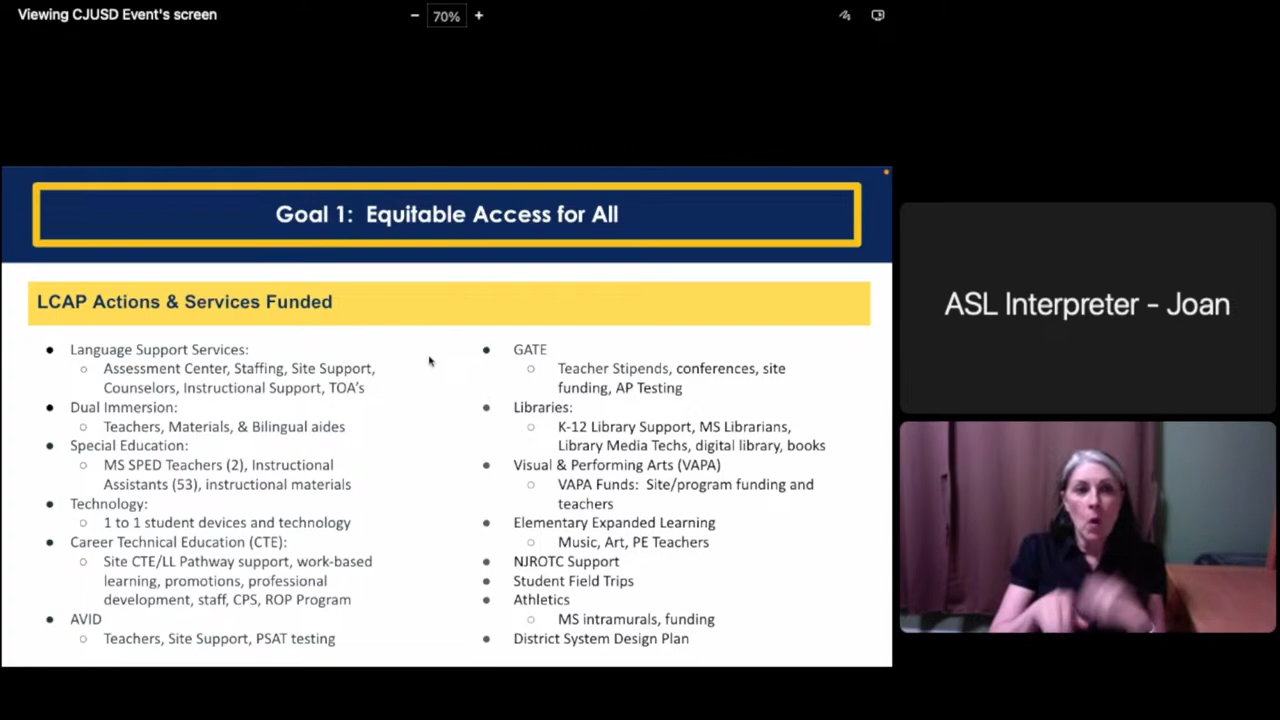 Viewing CJUSD Event's screen
− 70% +
Goal 1: Equitable Access for All
LCAP Actions & Services Funded
● Language Support Services:
○ Assessment Center, Staffing, Site Support,
Counselors, Instructional Support, TOA's
● Dual Immersion:
○ Teachers, Materials, & Bilingual aides
● Special Education:
○ MS SPED Teachers (2), Instructional
Assistants (53), instructional materials
● Technology:
○ 1 to 1 student devices and technology
● Career Technical Education (CTE):
○ Site CTE/LL Pathway support, work-based
learning, promotions, professional
development, staff, CPS, ROP Program
● AVID
○ Teachers, Site Support, PSAT testing
● GATE
○ Teacher Stipends, conferences, site
funding, AP Testing
● Libraries:
○ K-12 Library Support, MS Librarians,
Library Media Techs, digital library, books
● Visual & Performing Arts (VAPA)
○ VAPA Funds: Site/program funding and
teachers
● Elementary Expanded Learning
○ Music, Art, PE Teachers
● NJROTC Support
● Student Field Trips
● Athletics
○ MS intramurals, funding
● District System Design Plan
ASL Interpreter - Joan